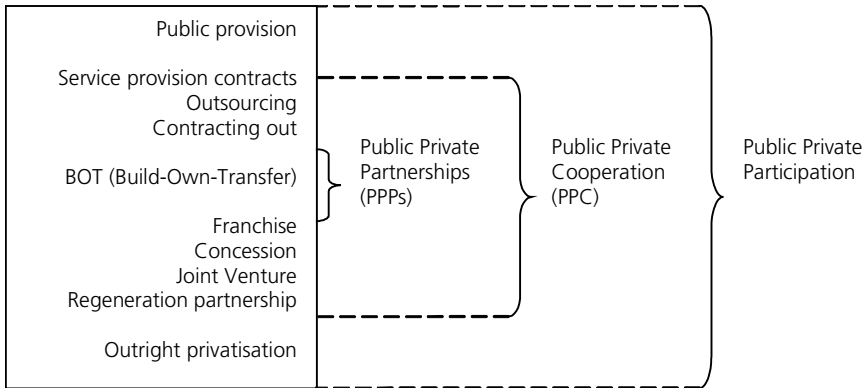 Public provision
Service provision contracts
Outsourcing
Contracting out
BOT (Build-Own-Transfer)
Franchise
Concession
Joint Venture
Regeneration partnership
Outright privatisation
Public Private
Partnerships
(PPPs)
Public Private
Cooperation
(PPC)
Public Private
Participation